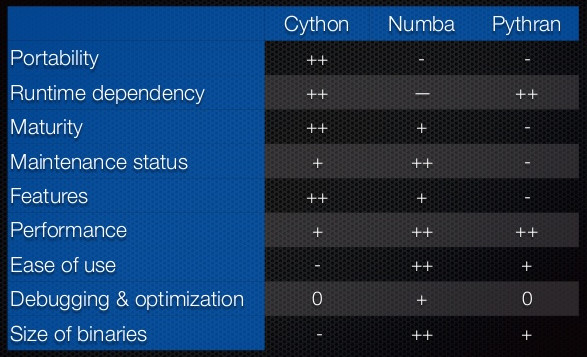 Cython Numba Pythran
Portability ++ - -
Runtime dependency ++ — ++
Maturity ++ + -
Maintenance status + ++ -
Features ++ + -
Performance + ++ ++
Ease of use - ++ +
Debugging & optimization 0 + 0
Size of binaries - ++ +